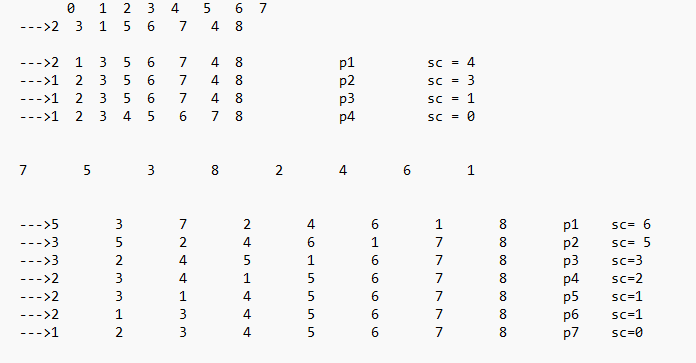 0 1 2 3 4 5 6 7
--->2 3 1 5 6 7 4 8
--->2 1 3 5 6 7 4 8 p1 sc = 4
--->1 2 3 5 6 7 4 8 p2 sc = 3
--->1 2 3 5 6 7 4 8 p3 sc = 1
--->1 2 3 4 5 6 7 8 p4 sc = 0
7 5 3 8 2 4 6 1
--->5 3 7 2 4 6 1 8 p1 sc= 6
--->3 5 2 4 6 1 7 8 p2 sc= 5
--->3 2 4 5 1 6 7 8 p3 sc=3
--->2 3 4 1 5 6 7 8 p4 sc=2
--->2 3 1 4 5 6 7 8 p5 sc=1
--->2 1 3 4 5 6 7 8 p6 sc=1
--->1 2 3 4 5 6 7 8 p7 sc=0